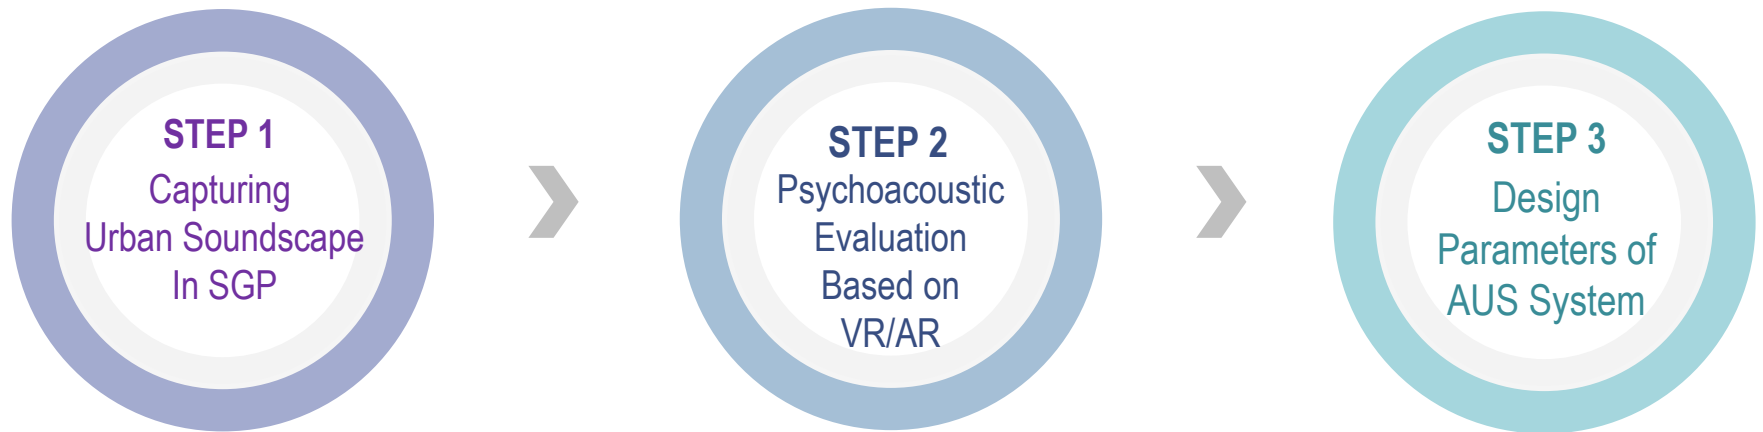 STEP 1
Capturing
Urban Soundscape
In SGP
STEP 2
Psychoacoustic
Evaluation
Based on
VR/AR
STEP 3
Design
Parameters of
AUS System